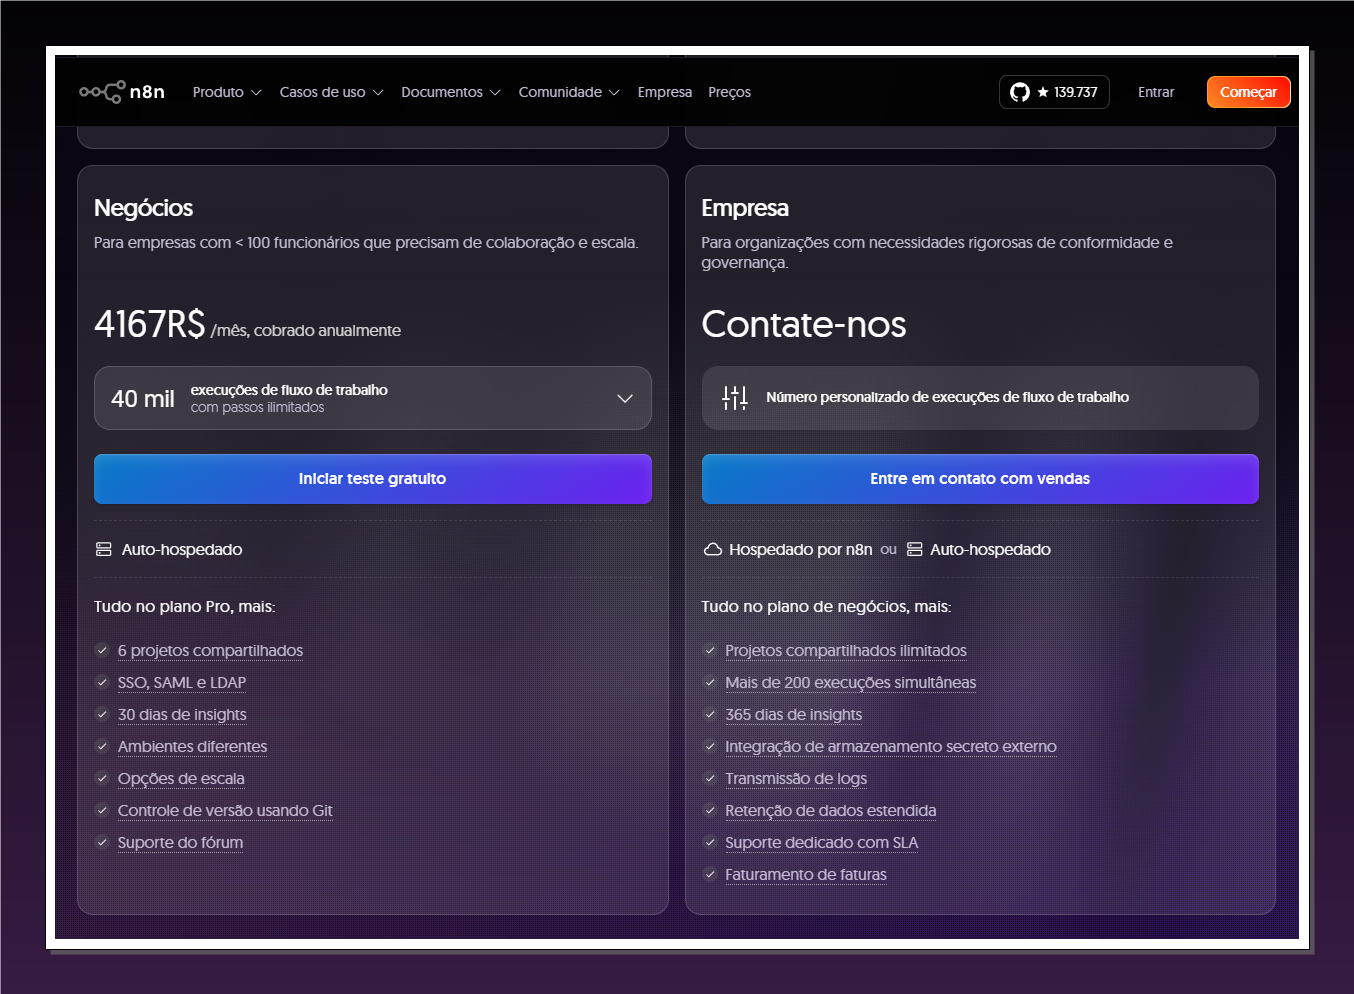 n8n Produto Casos de uso Documentos Comunidade Empresa Preços ★ 139.737 Entrar Começar
Negócios
Para empresas com < 100 funcionários que precisam de colaboração e escala.
4167R$ /mês, cobrado anualmente
40 mil execuções de fluxo de trabalho
com passos ilimitados
Iniciar teste gratuito
Auto-hospedado
Tudo no plano Pro, mais:
6 projetos compartilhados
SSO, SAML e LDAP
30 dias de insights
Ambientes diferentes
Opções de escala
Controle de versão usando Git
Suporte do fórum
Empresa
Para organizações com necessidades rigorosas de conformidade e
governança.
Contate-nos
Número personalizado de execuções de fluxo de trabalho
Entre em contato com vendas
Hospedado por n8n ou Auto-hospedado
Tudo no plano de negócios, mais:
Projetos compartilhados ilimitados
Mais de 200 execuções simultâneas
365 dias de insights
Integração de armazenamento secreto externo
Transmissão de logs
Retenção de dados estendida
Suporte dedicado com SLA
Faturamento de faturas